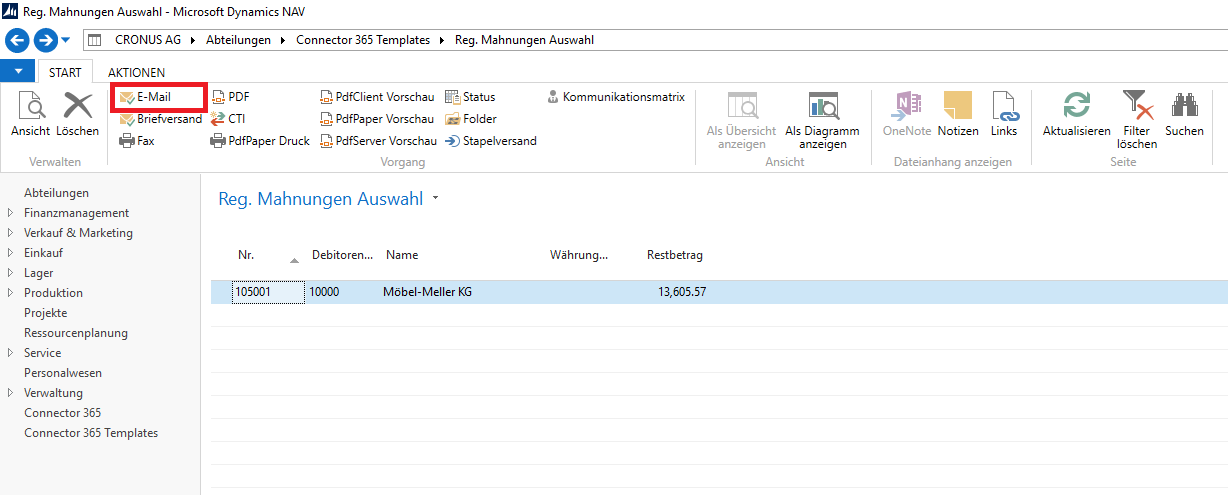 Reg. Mahnungen Auswahl - Microsoft Dynamics NAV
CRONUS AG Abteilungen Connector 365 Templates Reg. Mahnungen Auswahl
START AKTIONEN
Ansicht
Löschen
Verwalten
E-Mail
Briefversand
Fax
PDF
CTI
PdfPaper Druck
PdfClient Vorschau
PdfPaper Vorschau
PdfServer Vorschau
Status
Folder
Stapelversand
Kommunikationsmatrix
Vorgang
Als Übersicht
anzeigen
Als Diagramm
anzeigen
Ansicht
OneNote
Notizen
Links
Dateianhang anzeigen
Aktualisieren
Filter
löschen
Suchen
Seite
Abteilungen
Finanzmanagement
Verkauf & Marketing
Einkauf
Lager
Produktion
Projekte
Ressourcenplanung
Service
Personalwesen
Verwaltung
Connector 365
Connector 365 Templates
Reg. Mahnungen Auswahl
Nr. Debitoren... Name Währung... Restbetrag
105001 10000 Möbel-Meller KG 13,605.57